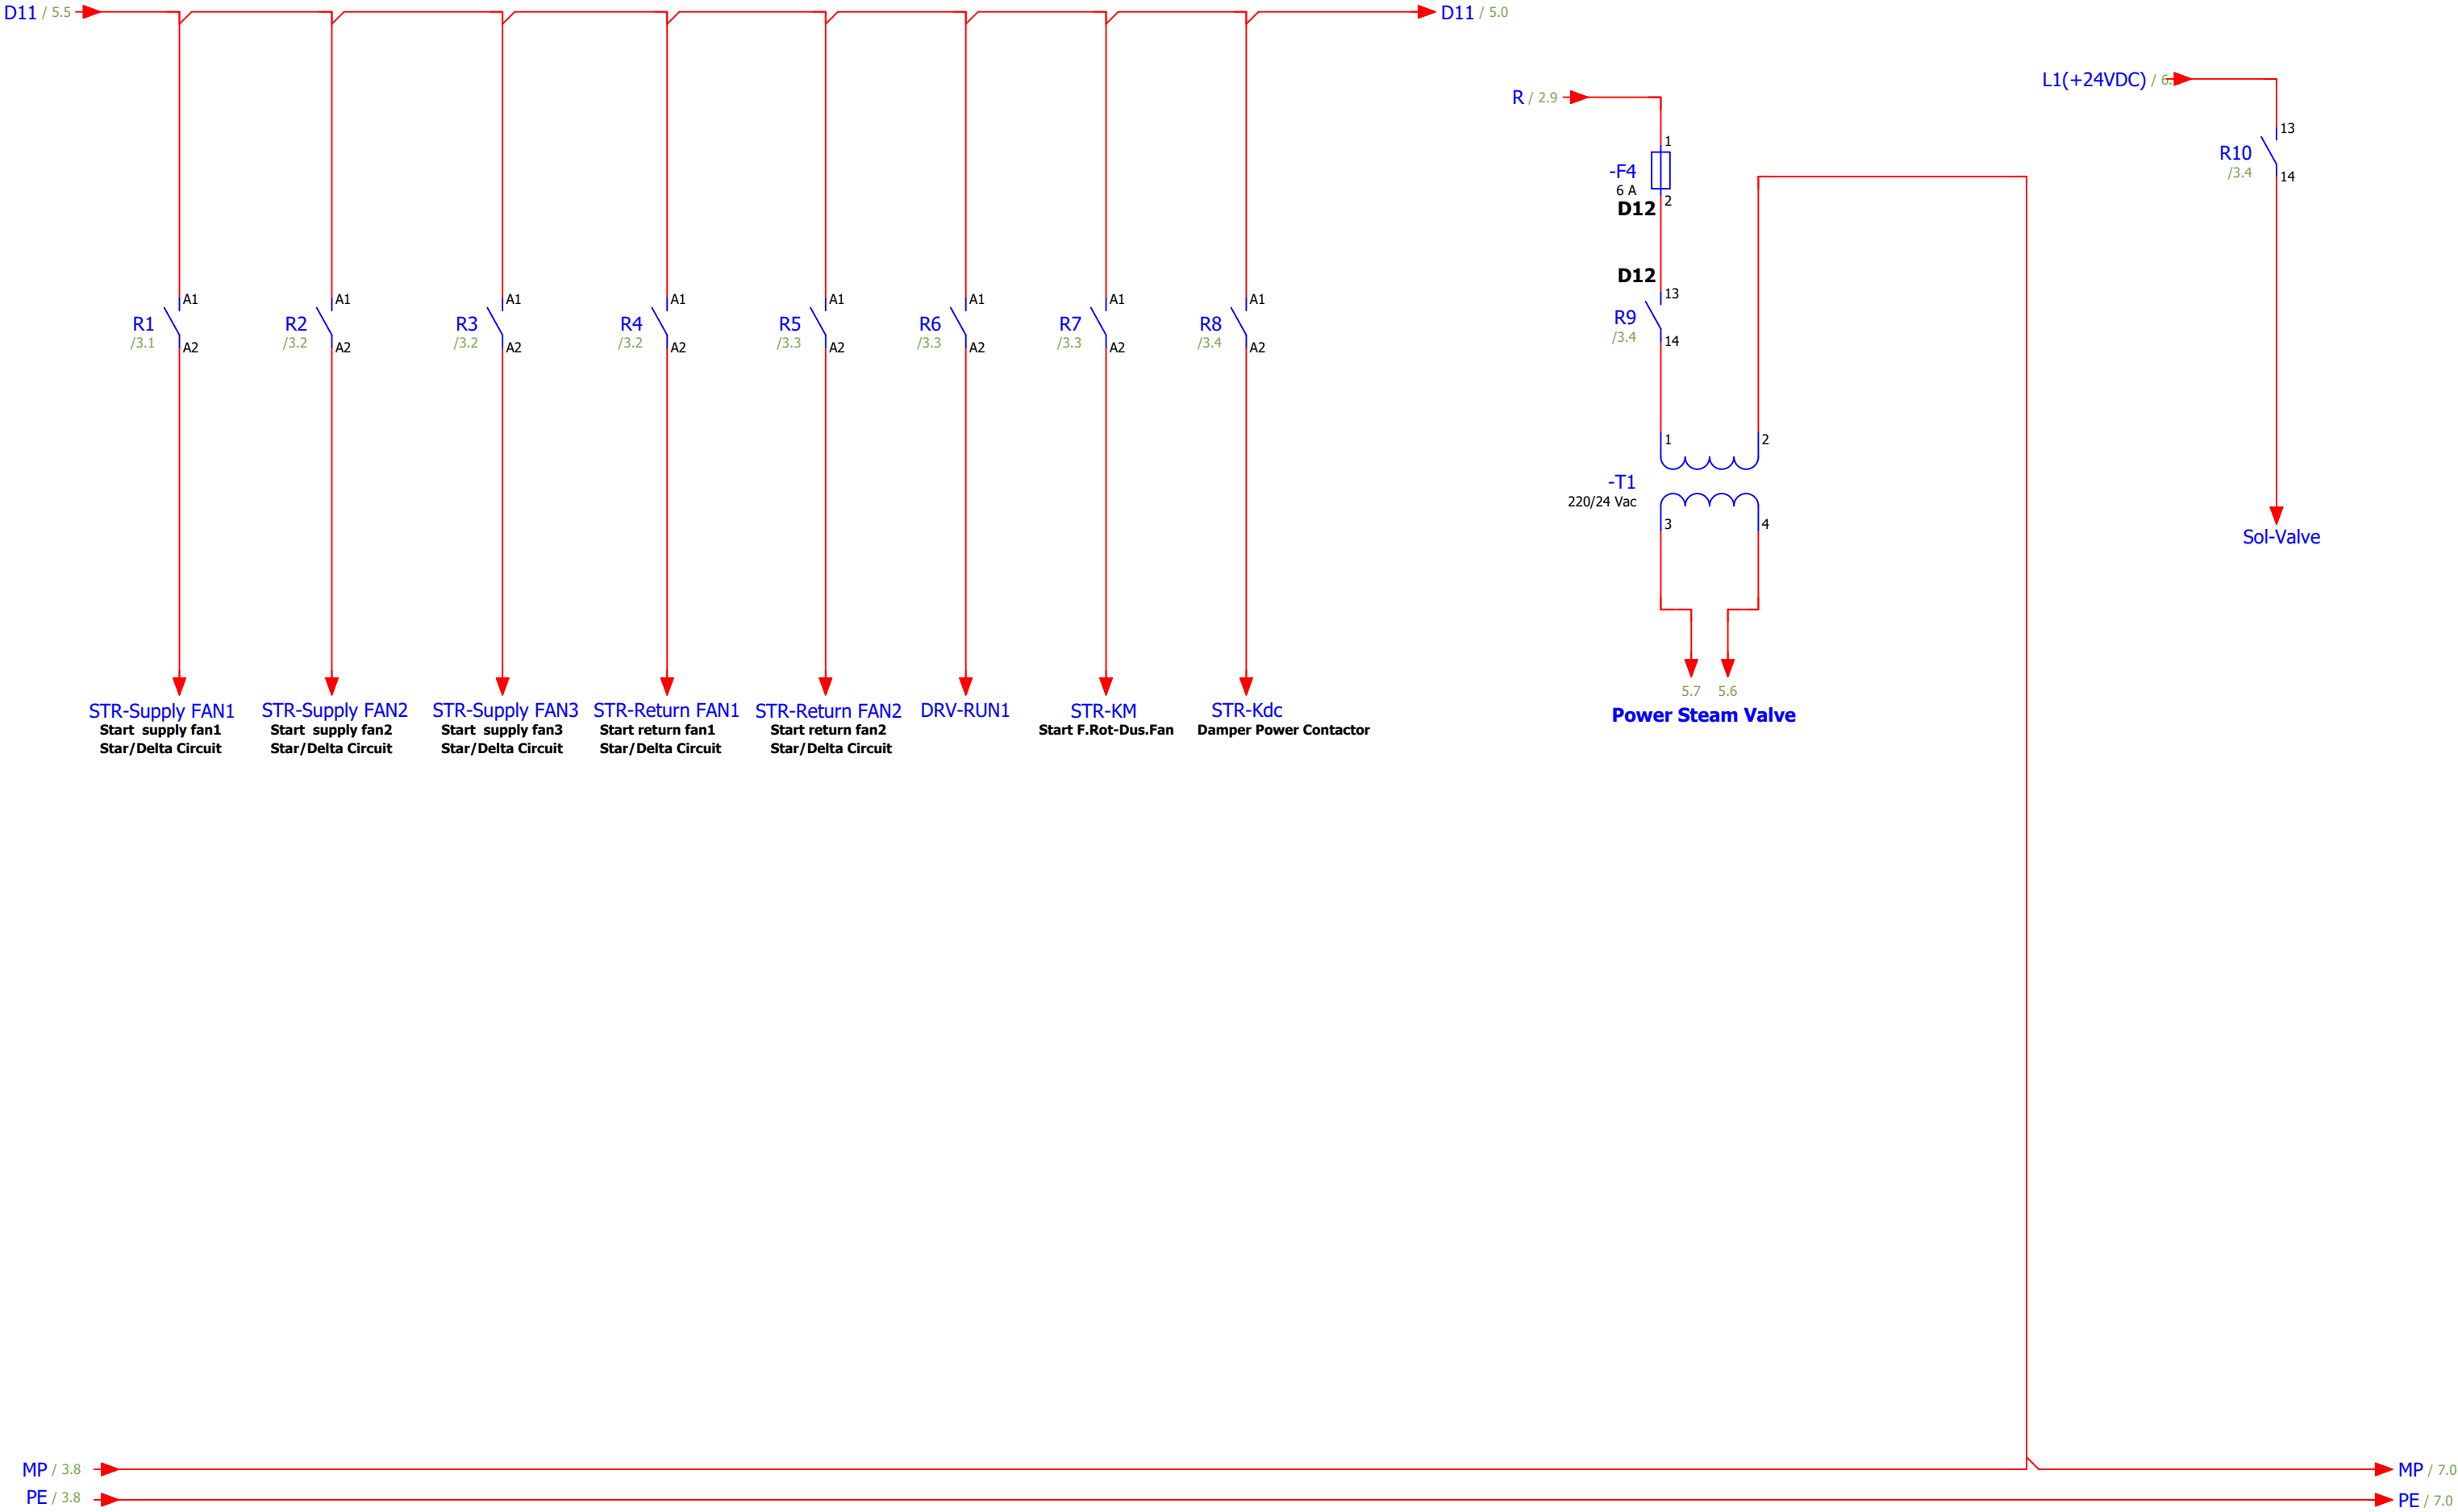 D11 / 5.5
D11 / 5.0
L1(+24VDC) / 6.
R / 2.9
13
R10
/3.4
14
1
-F4
6 A
2
D12
D12
13
R9
/3.4
14
A1
R1
/3.1
A2
A1
R2
/3.2
A2
A1
R3
/3.2
A2
A1
R4
/3.2
A2
A1
R5
/3.3
A2
A1
R6
/3.3
A2
A1
R7
/3.3
A2
A1
R8
/3.4
A2
1
2
-T1
220/24 Vac
3
4
Sol-Valve
5.7
5.6
Power Steam Valve
STR-Supply FAN1
Start supply fan1
Star/Delta Circuit
STR-Supply FAN2
Start supply fan2
Star/Delta Circuit
STR-Supply FAN3
Start supply fan3
Star/Delta Circuit
STR-Return FAN1
Start return fan1
Star/Delta Circuit
STR-Return FAN2
Start return fan2
Star/Delta Circuit
DRV-RUN1
STR-KM
Start F.Rot-Dus.Fan
STR-Kdc
Damper Power Contactor
MP / 3.8
MP / 7.0
PE / 3.8
PE / 7.0